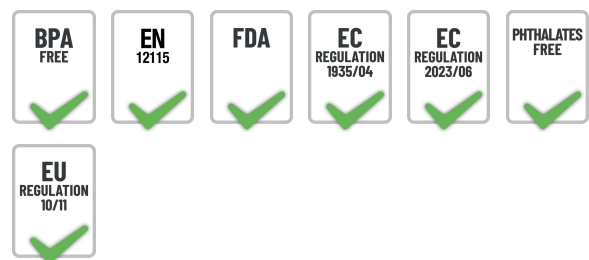 BPA
FREE
EN
12115
FDA
EC
REGULATION
1935/04
EC
REGULATION
2023/06
PHTHALATES
FREE
EU
REGULATION
10/11